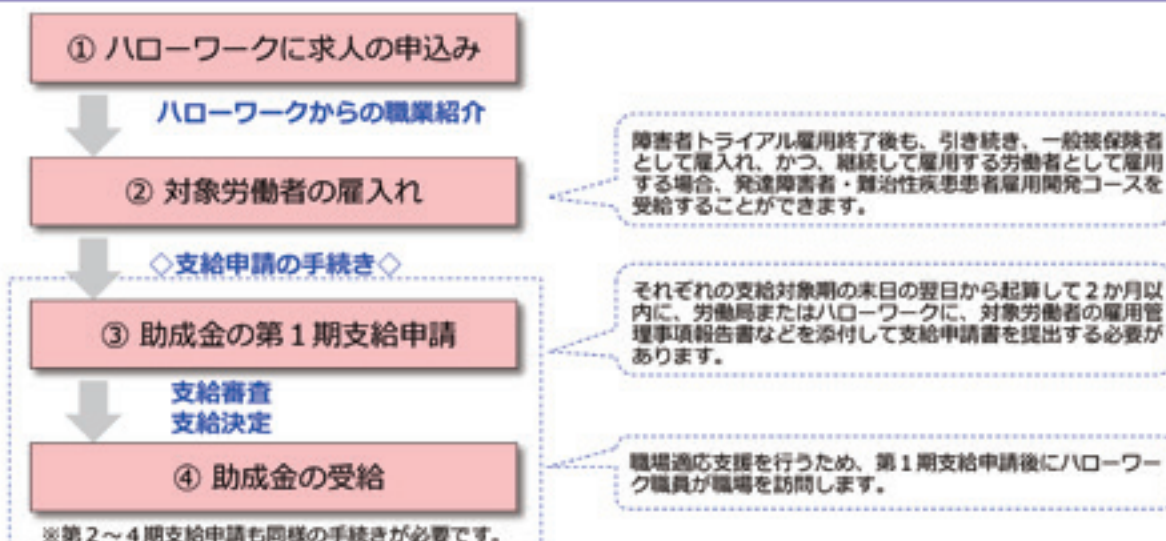 ① ハローワークに求人の申込み
ハローワークからの職業紹介
② 対象労働者の雇入れ
障害者トライアル雇用終了後も、引き続き、一般被保険者
として雇入れ、かつ、継続して雇用する労働者として雇用
する場合、発達障害者・難治性疾患患者雇用開発コースを
受給することができます。
◇支給申請の手続き◇
③ 助成金の第1期支給申請
それぞれの支給対象期の末日の翌日から起算して2か月以
内に、労働局またはハローワークに、対象労働者の雇用管
理事項報告書などを添付して支給申請書を提出する必要が
あります。
支給審査
支給決定
④ 助成金の受給
職場適応支援を行うため、第1期支給申請後にハローワー
ク職員が職場を訪問します。
※第2～4期支給申請も同様の手続きが必要です。